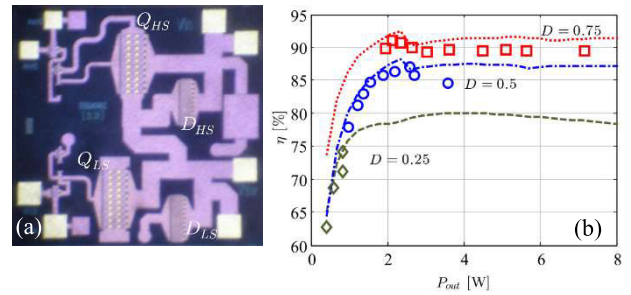 Q_HS
D_HS
Q_LS
D_LS
(a)
95
90
85
80
75
70
65
60
η [%]
D = 0.75
D = 0.5
D = 0.25
(b)
0 2 4 6 8
P_out [W]